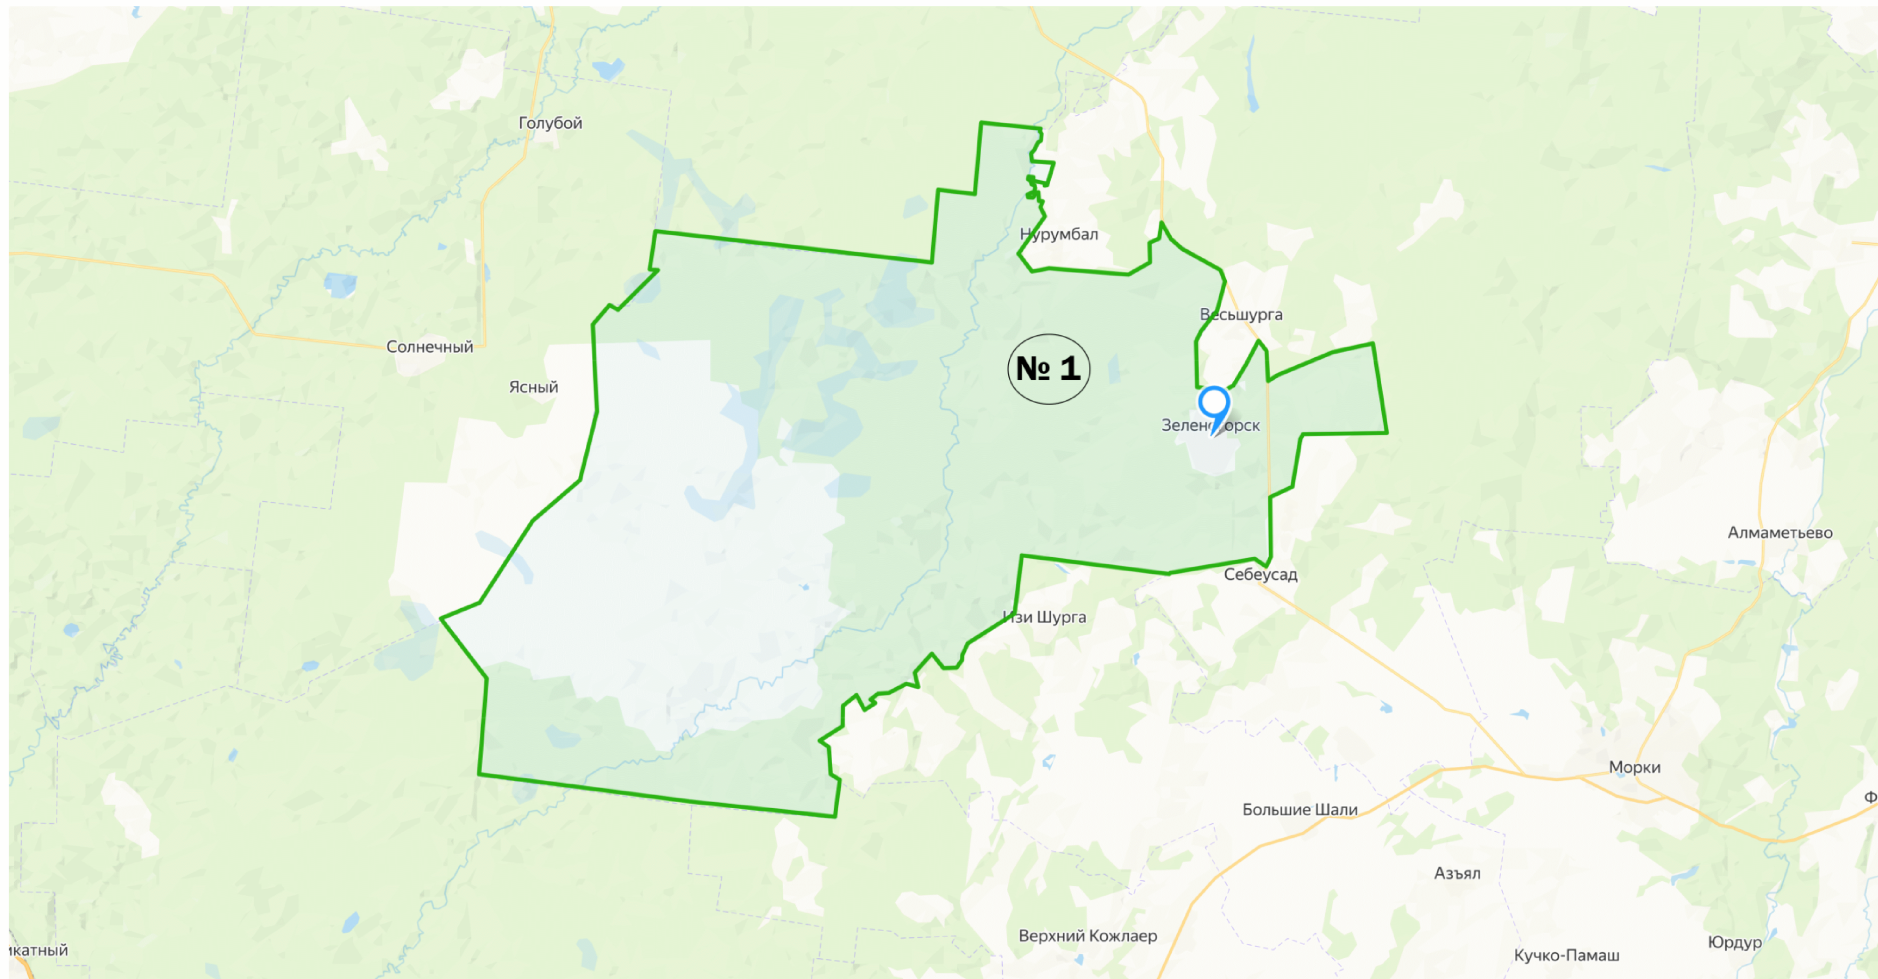 Голубой
Нурумбал
Весьшурга
Солнечный
№ 1
Ясный
Зеленогорск
Алмаметьево
Себеусад
Изи Шурга
Морки
Большие Шали
Азъял
Верхний Кожлаер
Юрдур
Кучко-Памаш
икатный
Ф